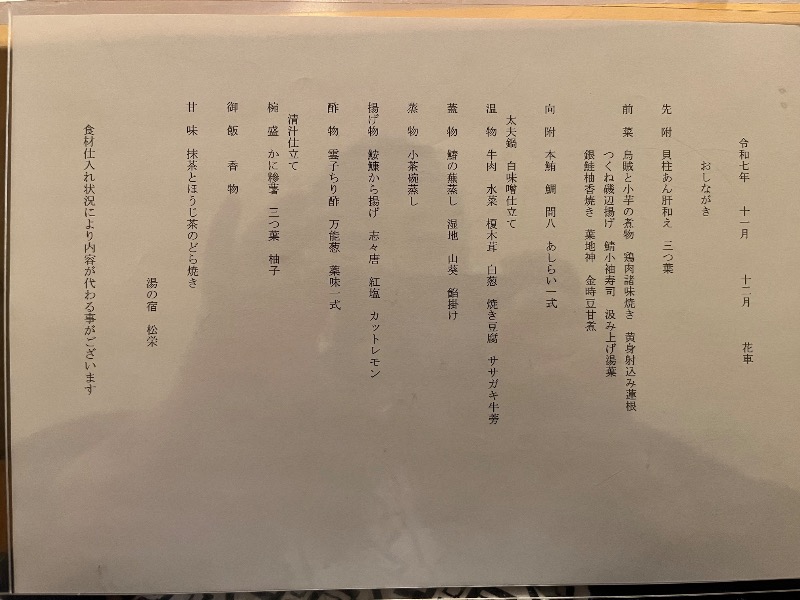 令和七年　十一月　十二月　花車
おしながき
先　附　貝柱あん肝和え　三つ葉
前　菜　烏賊と小芋の煮物　鶏肉諸味焼き　黄身射込み蓮根
つくね磯辺揚げ　鯖小袖寿司　汲み上げ湯葉
銀鮭柚香焼き　葉地神　金時豆甘煮
向　附　本鮪　鯛　間八　あしらい一式
太夫鍋　白味噌仕立て
温　物　牛肉　水菜　榎木茸　白葱　焼き豆腐　ササガキ牛蒡
蓋　物　鰆の蕪蒸し　湿地　山葵　餡掛け
蒸　物　小茶碗蒸し
揚げ物　鮟鱇から揚げ　志々唐　紅塩　カットレモン
酢　物　雲子ちり酢　万能葱　薬味一式
清汁仕立て
椀　盛　かに糝薯　三つ葉　柚子
御　飯　香　物
甘　味　抹茶とほうじ茶のどら焼き
湯の宿　松栄
食材仕入れ状況により内容が代わる事がございます